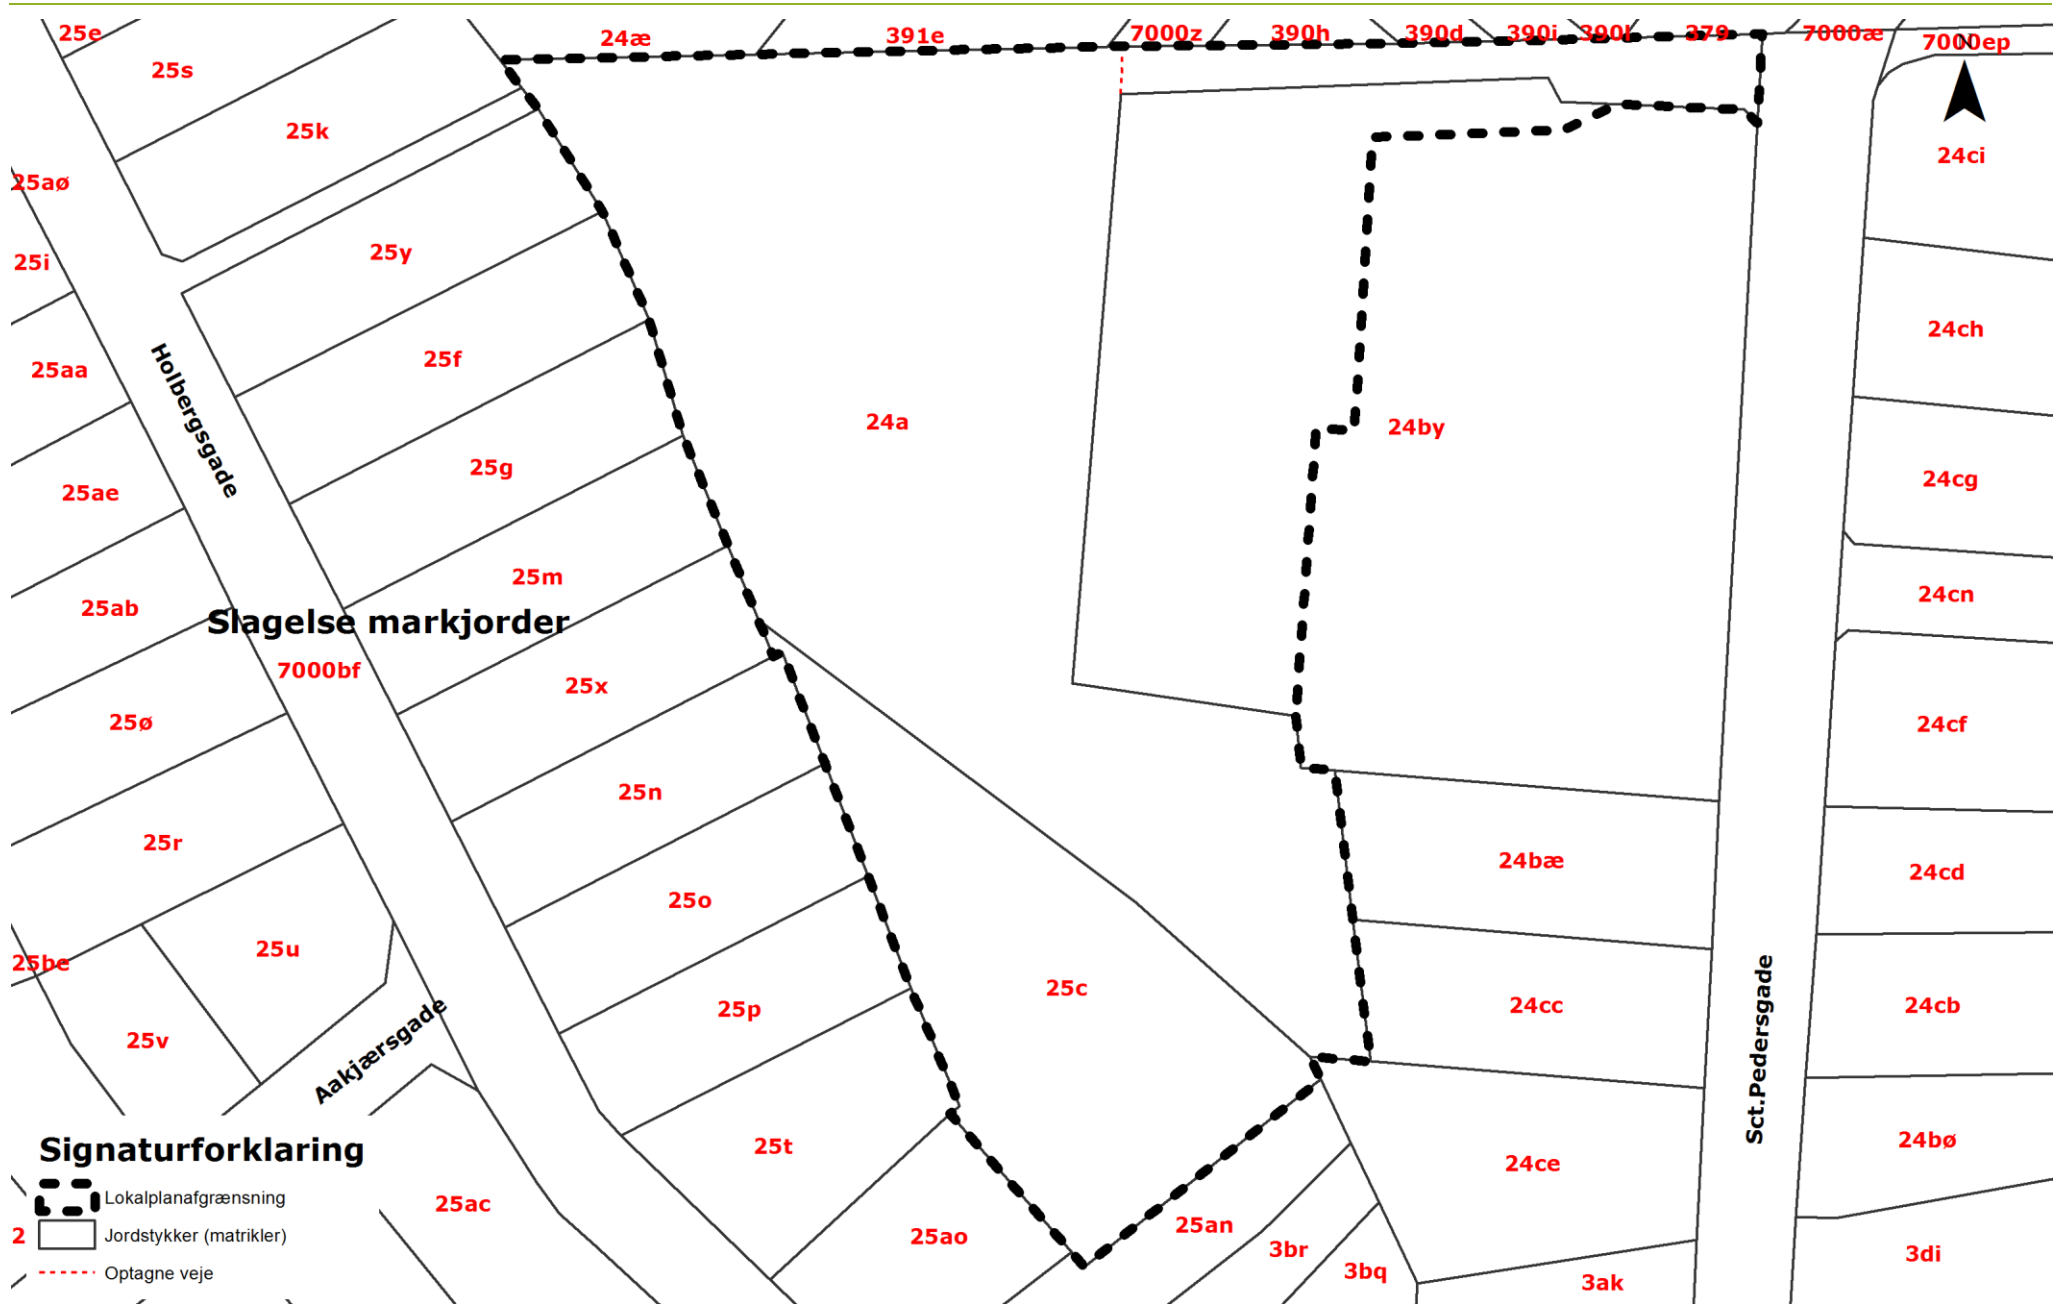 25e
24æ
391e
7000z
390h
390d
390i
390l
379
7000æ
7000ep
N
25s
25k
24ci
25aø
25y
25i
24ch
25f
25aa
Holbergsgade
24a
24by
25g
24cg
25ae
25m
24cn
25ab
Slagelse markjorder
7000bf
25x
25ø
24cf
25n
25r
24bæ
24cd
25o
25u
25be
25c
24cc
24cb
25p
25v
Aakjærsgade
Sct.Pedersgade
25t
24ce
24bø
Signaturforklaring
Lokalplanafgrænsning
25ac
25an
2
Jordstykker (matrikler)
25ao
3br
3di
3bq
Optagne veje
3ak